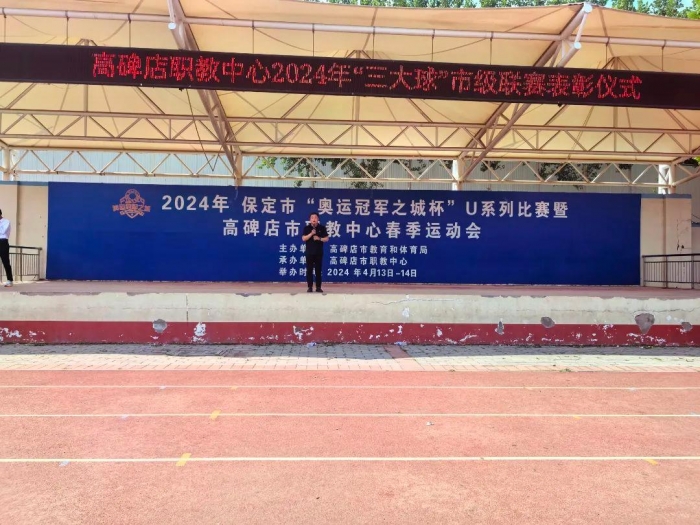 高碑店职教中心2024年“三大球”市级联赛表彰仪式
2024年 保定市“奥运冠军之城杯”U系列比赛暨
高碑店市职教中心春季运动会
主办单 高碑店市教育和体育局
承办单 高碑店市职教中心
举办时 2024 年4月13日-14日